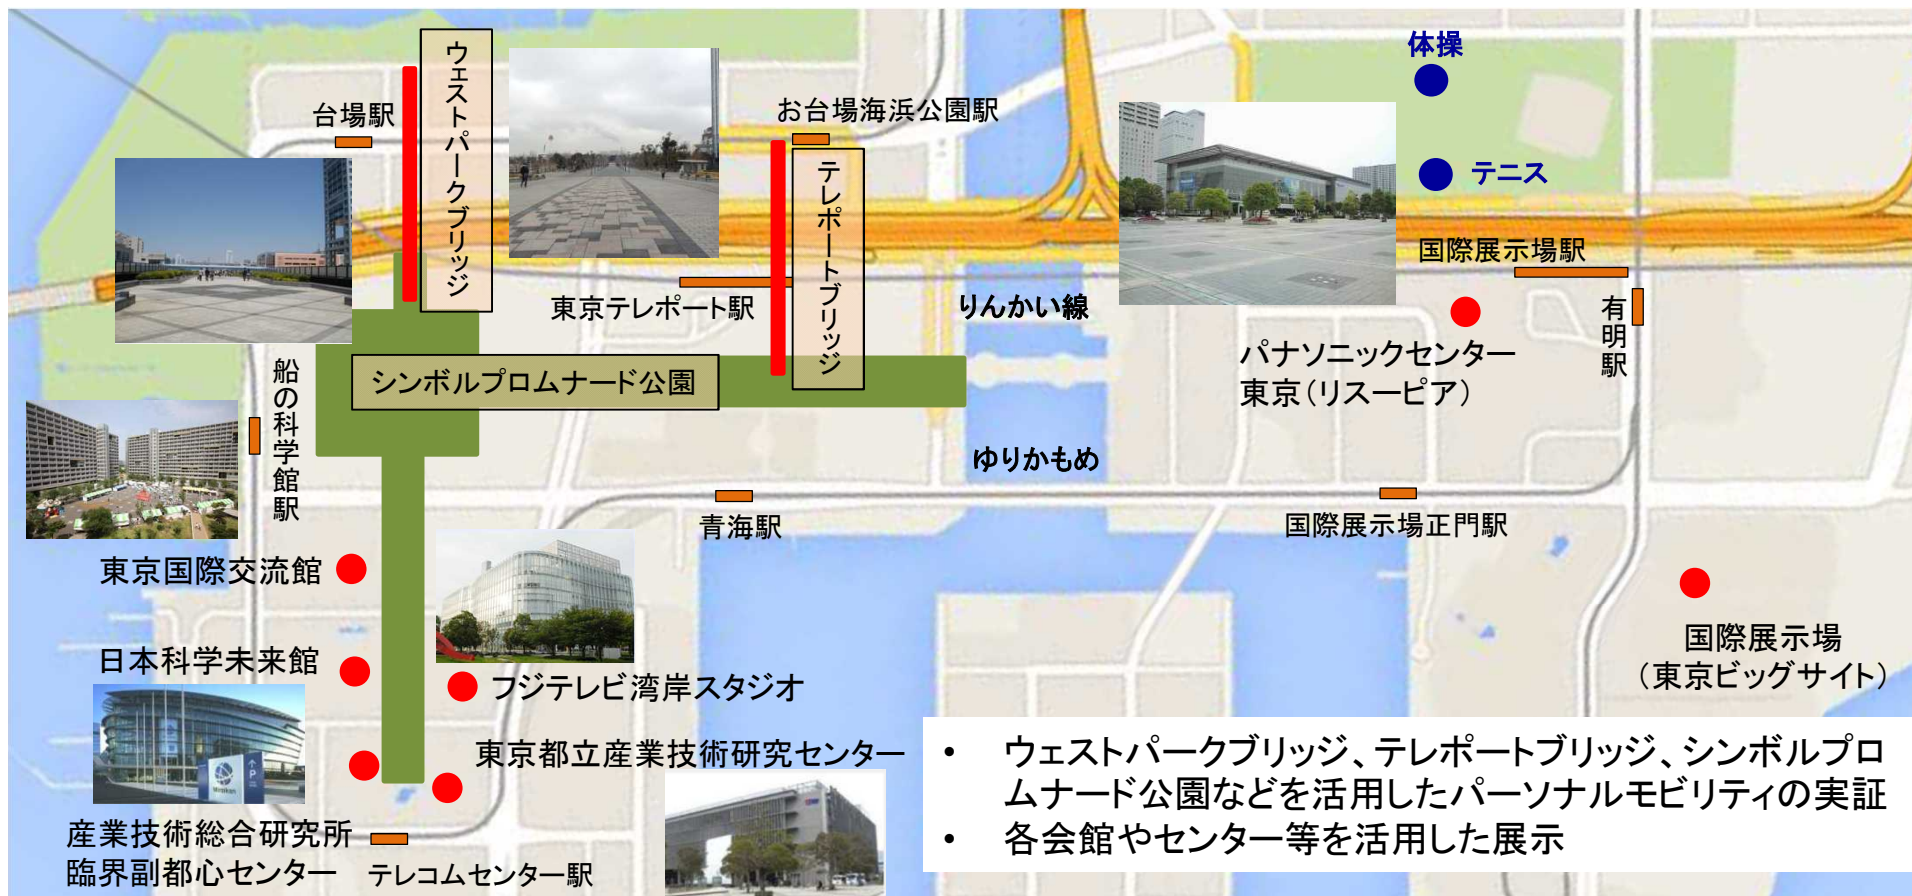 体操
ウェストパークブリッジ
台場駅
お台場海浜公園駅
テニス
テレポートブリッジ
国際展示場駅
東京テレポート駅
りんかい線
有明駅
パナソニックセンター
東京（リスーピア）
シンボルプロムナード公園
船の科学館駅
ゆりかもめ
青海駅
国際展示場正門駅
東京国際交流館
国際展示場
（東京ビッグサイト）
日本科学未来館
フジテレビ湾岸スタジオ
東京都立産業技術研究センター
P
産業技術総合研究所
臨界副都心センター
テレコムセンター駅
• ウェストパークブリッジ、テレポートブリッジ、シンボルプロ
ムナード公園などを活用したパーソナルモビリティの実証
• 各会館やセンター等を活用した展示